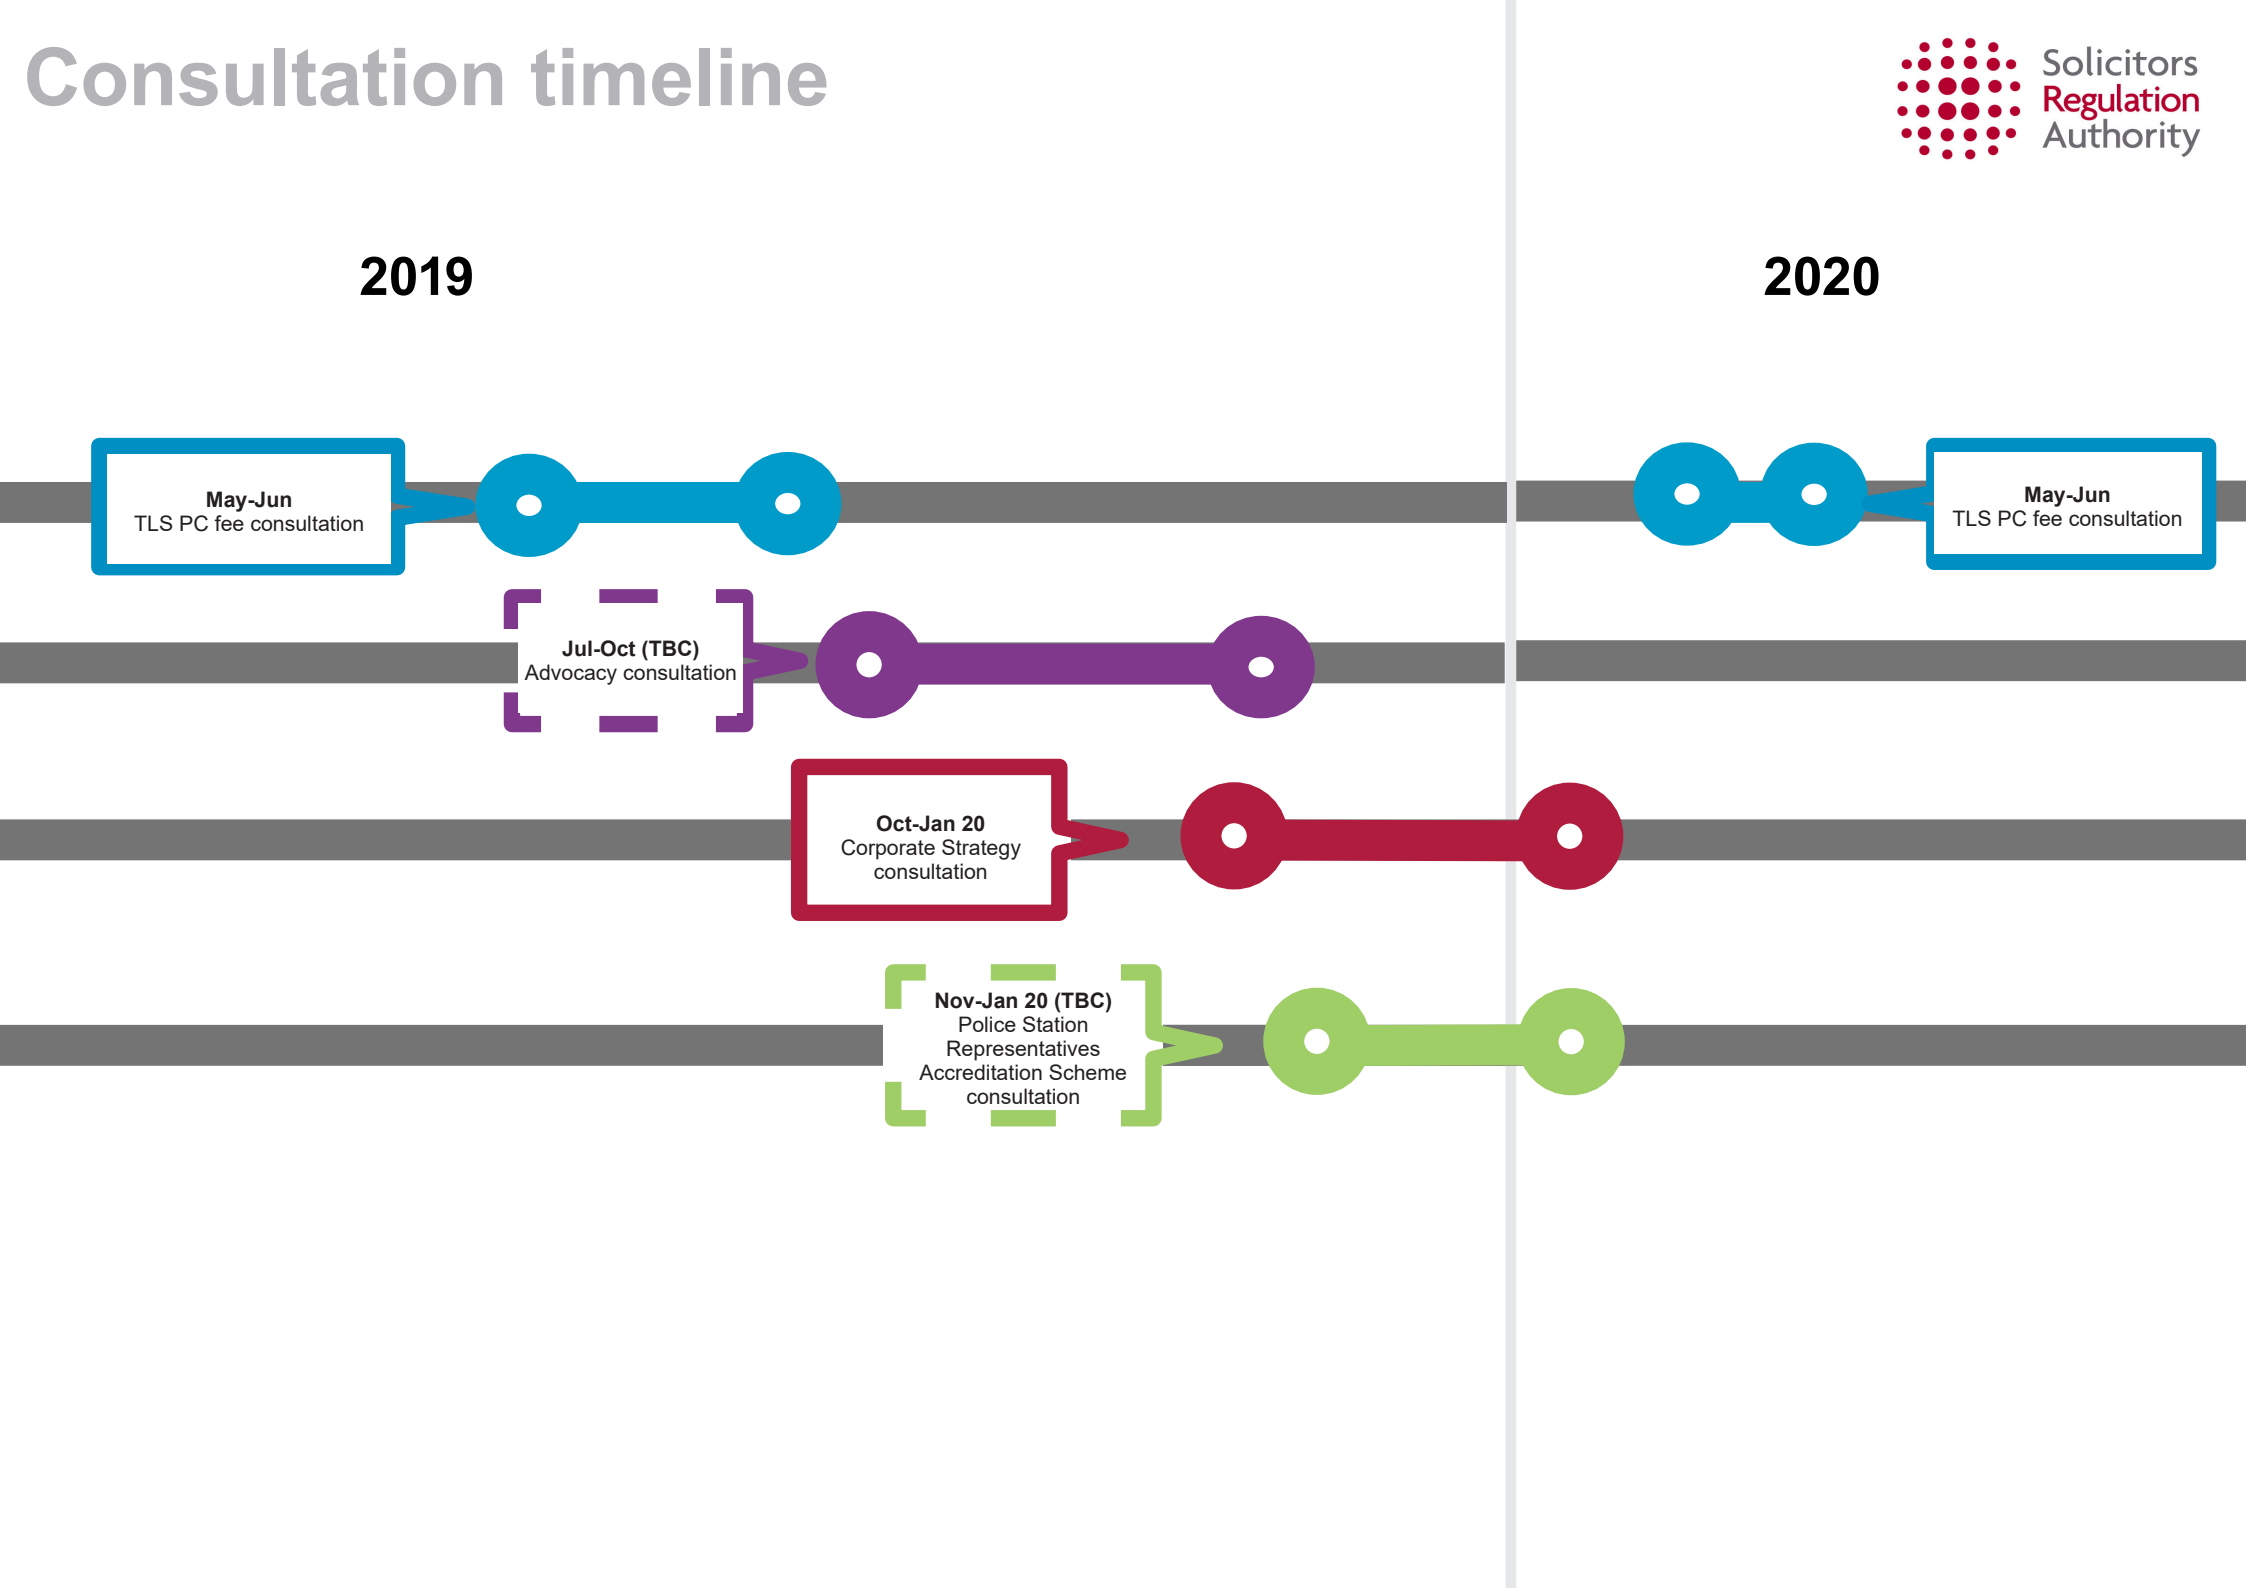 Consultation timeline
Solicitors
Regulation
Authority
2019
2020
May-Jun
TLS PC fee consultation
May-Jun
TLS PC fee consultation
Jul-Oct (TBC)
Advocacy consultation
Oct-Jan 20
Corporate Strategy
consultation
Nov-Jan 20 (TBC)
Police Station
Representatives
Accreditation Scheme
consultation